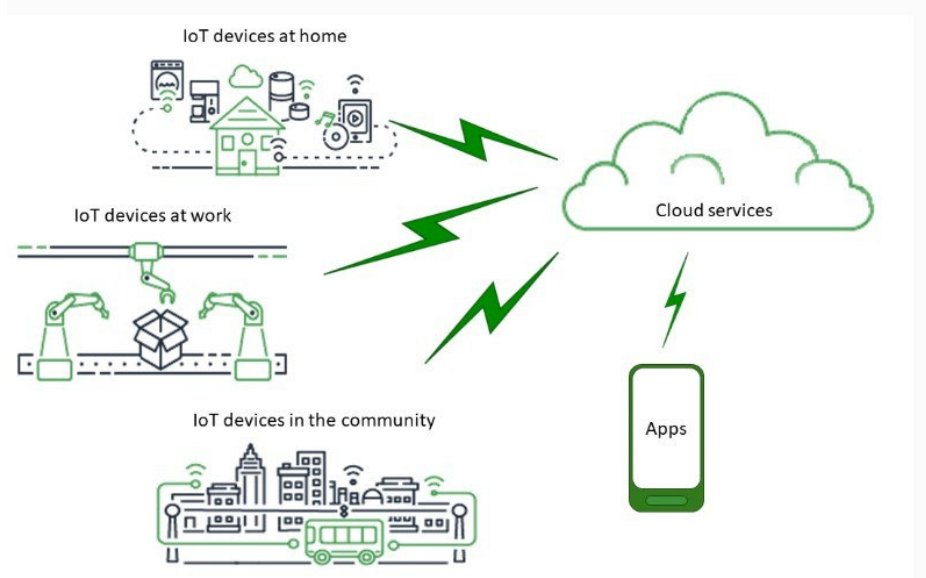 IoT devices at home
Cloud services
IoT devices at work
Apps
IoT devices in the community